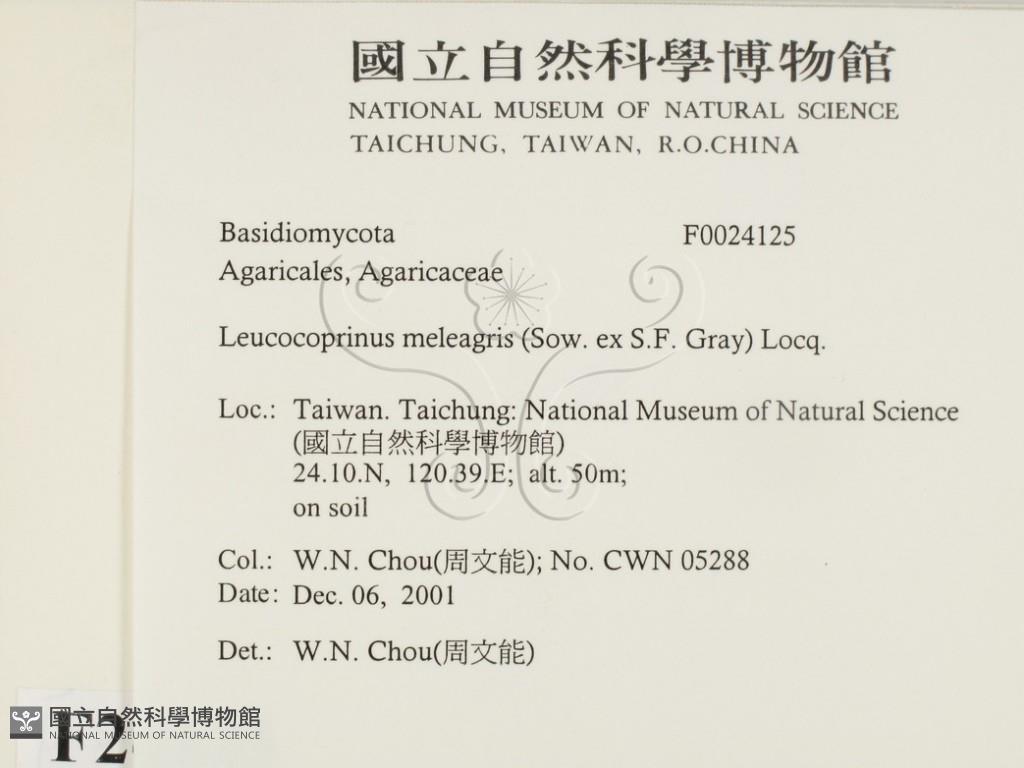 國立自然科學博物館
NATIONAL MUSEUM OF NATURAL SCIENCE
TAICHUNG, TAIWAN, R.O.CHINA
Basidiomycota F0024125
Agaricales, Agaricaceae
Leucocoprinus meleagris (Sow. ex S.F. Gray) Locq.
Loc.: Taiwan. Taichung: National Museum of Natural Science
(國立自然科學博物館)
24.10.N, 120.39.E; alt. 50m;
on soil
Col.: W.N. Chou(周文能); No. CWN 05288
Date: Dec. 06, 2001
Det.: W.N. Chou(周文能)
F2
國立自然科學博物館
NATIONAL MUSEUM OF NATURAL SCIENCE